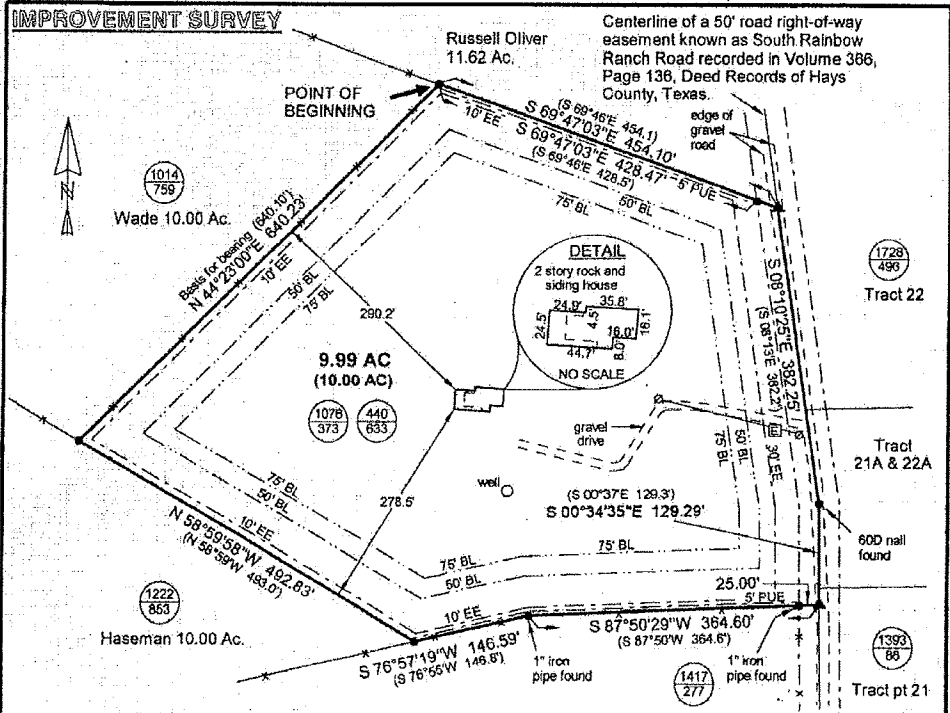 IMPROVEMENT SURVEY
Russell Oliver
11.62 Ac.
Centerline of a 50' road right-of-way
easement known as South Rainbow
Ranch Road recorded in Volume 366,
Page 136, Deed Records of Hays
County, Texas.
POINT OF
BEGINNING
edge of
gravel
road
(S 69°46'E 454.1)
S 69°47'03"E 454.10'
S 69°47'03"E 428.47'
(S 69°46'E 428.5')
10' EE
5' PUE
50' BL
75' BL
N
1014
759
Wade 10.00 Ac.
Basis for bearing (640.10')
N 44°23'00"E 640.23'
10' EE
50' BL
75' BL
1728
496
Tract 22
DETAIL
2 story rock and
siding house
24.9'
35.8'
24.5'
4.5'
16.0'
16.1'
44.7'
8.0'
NO SCALE
290.2'
S 08°10'25"E 382.25'
(S 08°13'E 382.2')
9.99 AC
(10.00 AC)
1076
373
440
633
gravel
drive
75' BL
50' BL
30' EE
Tract
21A & 22A
well
278.5'
(S 00°37'E 129.3')
S 00°34'35"E 129.29'
75' BL
50' BL
10' EE
N 58°59'58"W 492.83'
(N 58°59'W 493.0')
75' BL
75' BL
50' BL
60D nail
found
25.00'
5' PUE
10' EE
1222
853
Haseman 10.00 Ac.
S 87°50'29"W 364.60'
(S 87°50'W 364.6')
S 76°57'19"W 146.59'
(S 76°55'W 146.8')
1" iron
pipe found
1417
277
1" iron
pipe found
1393
86
Tract pt 21